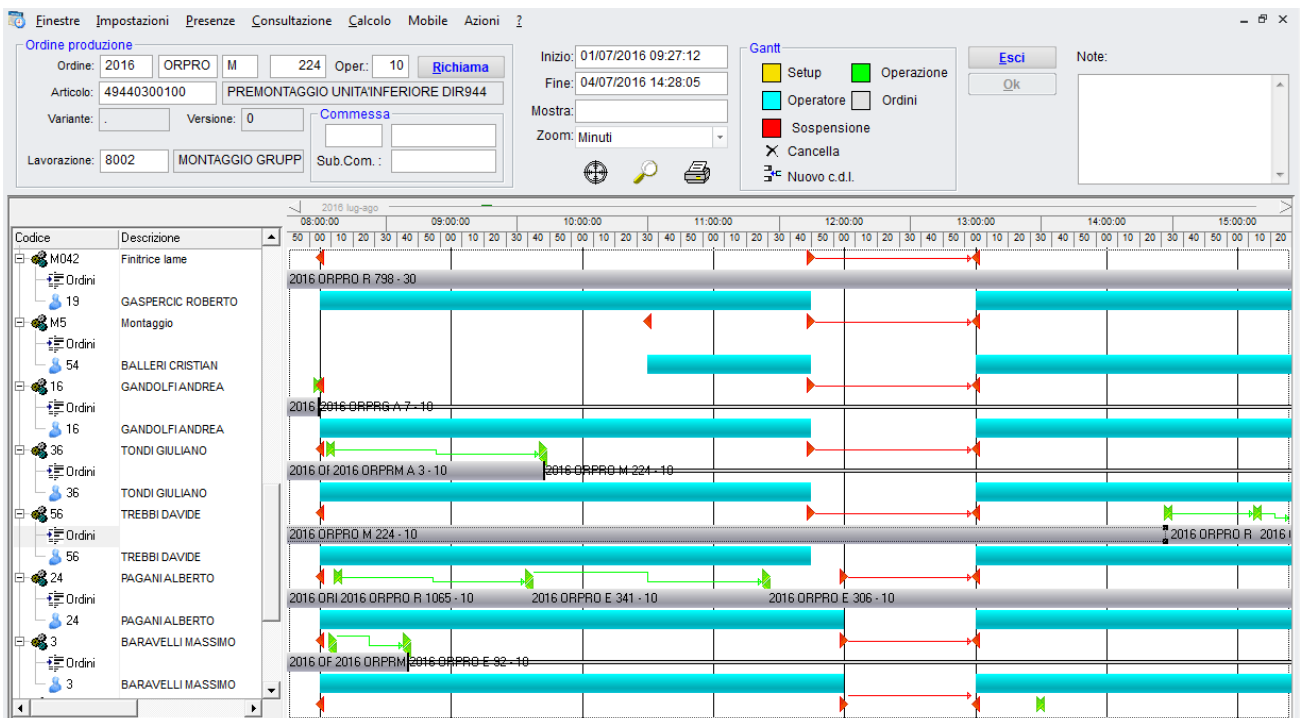 Finestre Impostazioni Presenze Consultazione Calcolo Mobile Azioni ?
Ordine produzione
Ordine: 2016 ORPRO M 224 Oper.: 10 Richiama
Articolo: 49440300100 PREMONTAGGIO UNITA'INFERIORE DIR944
Variante: . Versione: 0
Commessa
Lavorazione: 8002 MONTAGGIO GRUPP Sub.Com. :
Inizio: 01/07/2016 09:27:12
Fine: 04/07/2016 14:28:05
Mostra:
Zoom: Minuti
Gantt
Setup Operazione
Operatore Ordini
Sospensione
Cancella
Nuovo c.d.l.
Esci
Ok
Note:
2016 lug-ago
08:00:00 09:00:00 10:00:00 11:00:00 12:00:00 13:00:00 14:00:00 15:00:00
Codice Descrizione 50 00 10 20 30 40 50 00 10 20 30 40 50 00 10 20 30 40 50 00 10 20 30 40 50 00 10 20 30 40 50 00 10 20 30 40 50 00 10 20 30 40 50 00 10 20
M042 Finitrice lame
Ordini 2016 ORPRO R 798 - 30
19 GASPERCIC ROBERTO
M5 Montaggio
Ordini
54 BALLERI CRISTIAN
16 GANDOLFI ANDREA
Ordini 2016 2016 ORPRG A 7 - 10
16 GANDOLFI ANDREA
36 TONDI GIULIANO
Ordini 2016 OF 2016 ORPRM A 3 - 10 2016 ORPRO M 224 - 10
36 TONDI GIULIANO
56 TREBBI DAVIDE
Ordini 2016 ORPRO M 224 - 10 2016 ORPRO R 2016
56 TREBBI DAVIDE
24 PAGANI ALBERTO
Ordini 2016 ORI 2016 ORPRO R 1065 - 10 2016 ORPRO E 341 - 10 2016 ORPRO E 306 - 10
24 PAGANI ALBERTO
3 BARAVELLI MASSIMO
Ordini 2016 OF 2016 ORPRM 2016 ORPRO E 92 - 10
3 BARAVELLI MASSIMO